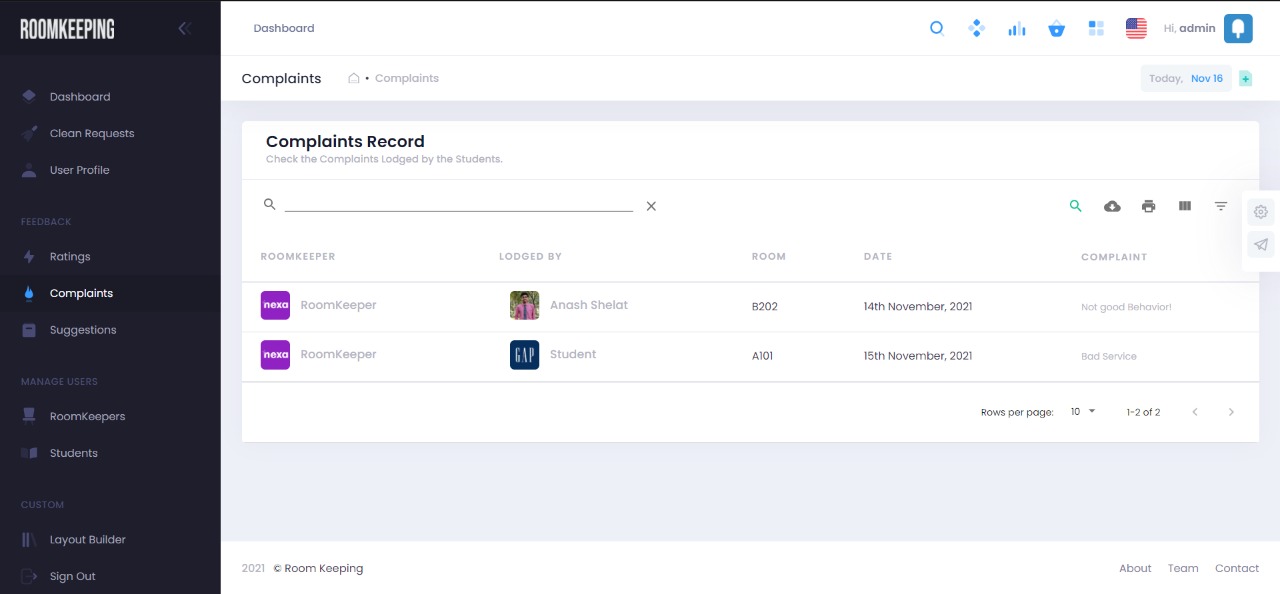 ROOMKEEPING
Dashboard
Hi, admin
Complaints • Complaints
Today, Nov 16
Dashboard
Clean Requests
User Profile
FEEDBACK
Ratings
Complaints
Suggestions
MANAGE USERS
RoomKeepers
Students
CUSTOM
Layout Builder
Sign Out
Complaints Record
Check the Complaints Lodged by the Students.
ROOMKEEPER LODGED BY ROOM DATE COMPLAINT
nexa RoomKeeper Anash Shelat B202 14th November, 2021 Not good Behavior!
nexa RoomKeeper GAP Student A101 15th November, 2021 Bad Service
Rows per page: 10 1-2 of 2
2021 © Room Keeping
About Team Contact